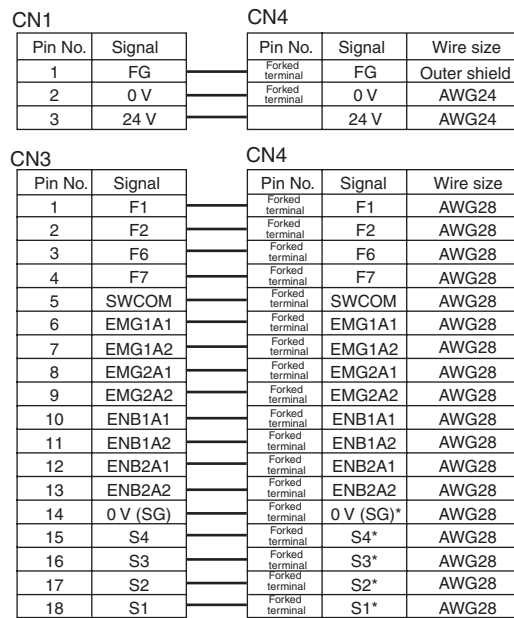 CN1 CN4
Pin No. Signal Pin No. Signal Wire size
1 FG Forked terminal FG Outer shield
2 0 V Forked terminal 0 V AWG24
3 24 V 24 V AWG24
CN3 CN4
Pin No. Signal Pin No. Signal Wire size
1 F1 Forked terminal F1 AWG28
2 F2 Forked terminal F2 AWG28
3 F6 Forked terminal F6 AWG28
4 F7 Forked terminal F7 AWG28
5 SWCOM Forked terminal SWCOM AWG28
6 EMG1A1 Forked terminal EMG1A1 AWG28
7 EMG1A2 Forked terminal EMG1A2 AWG28
8 EMG2A1 Forked terminal EMG2A1 AWG28
9 EMG2A2 Forked terminal EMG2A2 AWG28
10 ENB1A1 Forked terminal ENB1A1 AWG28
11 ENB1A2 Forked terminal ENB1A2 AWG28
12 ENB2A1 Forked terminal ENB2A1 AWG28
13 ENB2A2 Forked terminal ENB2A2 AWG28
14 0 V (SG) Forked terminal 0 V (SG)* AWG28
15 S4 Forked terminal S4* AWG28
16 S3 Forked terminal S3* AWG28
17 S2 Forked terminal S2* AWG28
18 S1 Forked terminal S1* AWG28